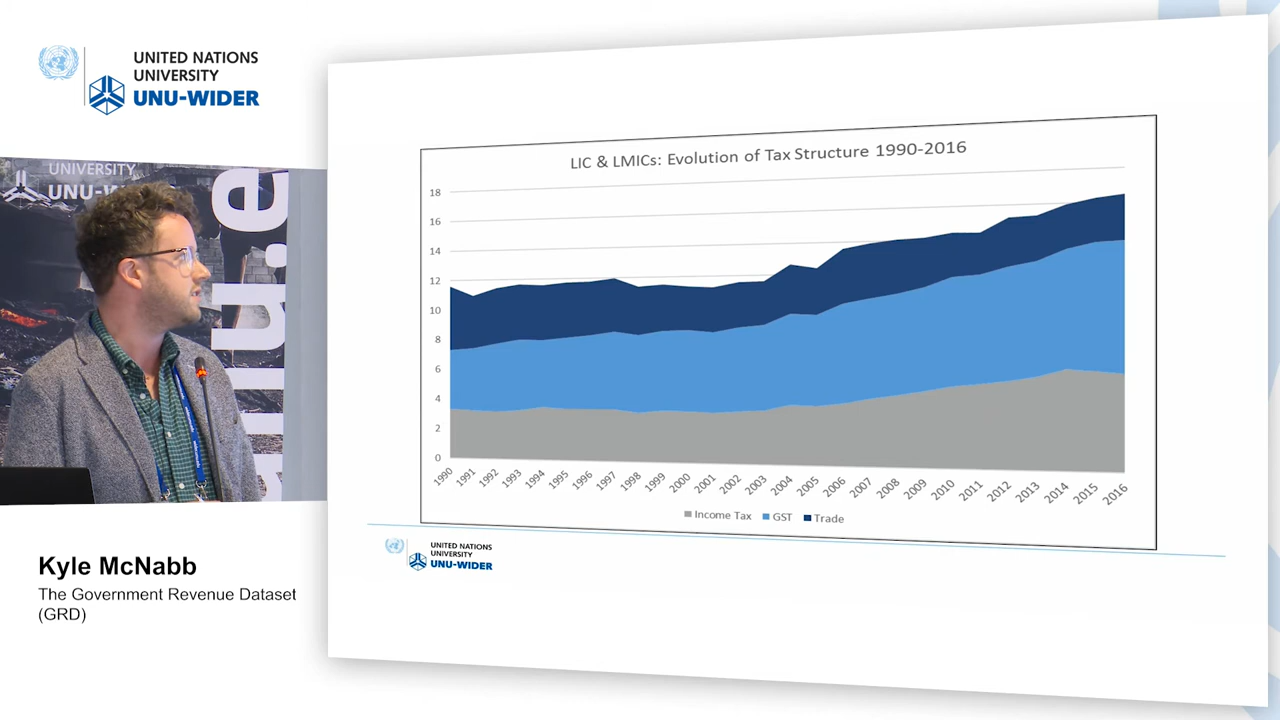 UNITED NATIONS
UNIVERSITY
UNU-WIDER
UNIVERSITY
UNU-W
u.e
Kyle McNabb
The Government Revenue Dataset
(GRD)
LIC & LMICs: Evolution of Tax Structure 1990-2016
18
16
14
12
10
8
6
4
2
0
1990 1991 1992 1993 1994 1995 1996 1997 1998 1999 2000 2001 2002 2003 2004 2005 2006 2007 2008 2009 2010 2011 2012 2013 2014 2015 2016
Income Tax GST Trade
UNITED NATIONS
UNIVERSITY
UNU-WIDER